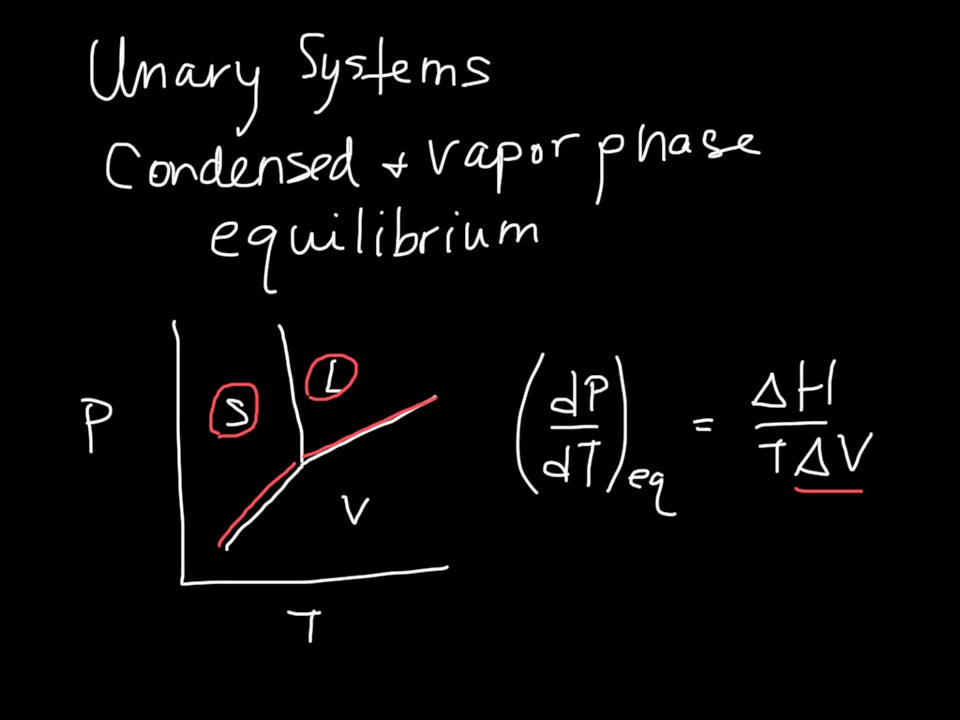 Unary Systems
Condensed + vapor phase
equilibrium
P
S
L
V
T
(dP/dT)eq = ΔH/TΔV